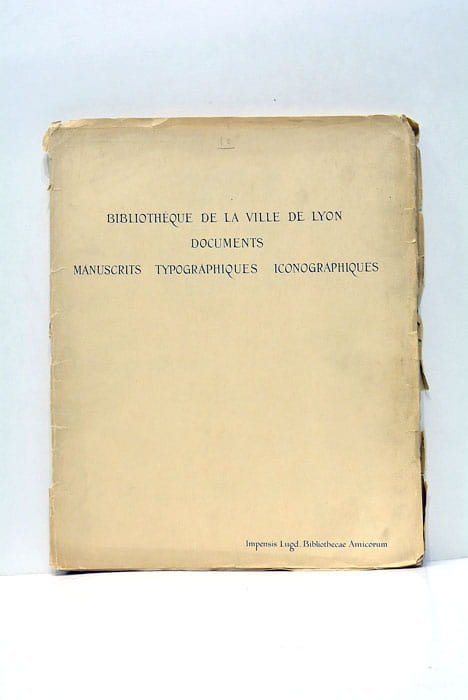 BIBLIOTHÈQUE DE LA VILLE DE LYON
DOCUMENTS
MANUSCRITS TYPOGRAPHIQUES ICONOGRAPHIQUES
Impensis Lugd. Bibliothecae Amicorum